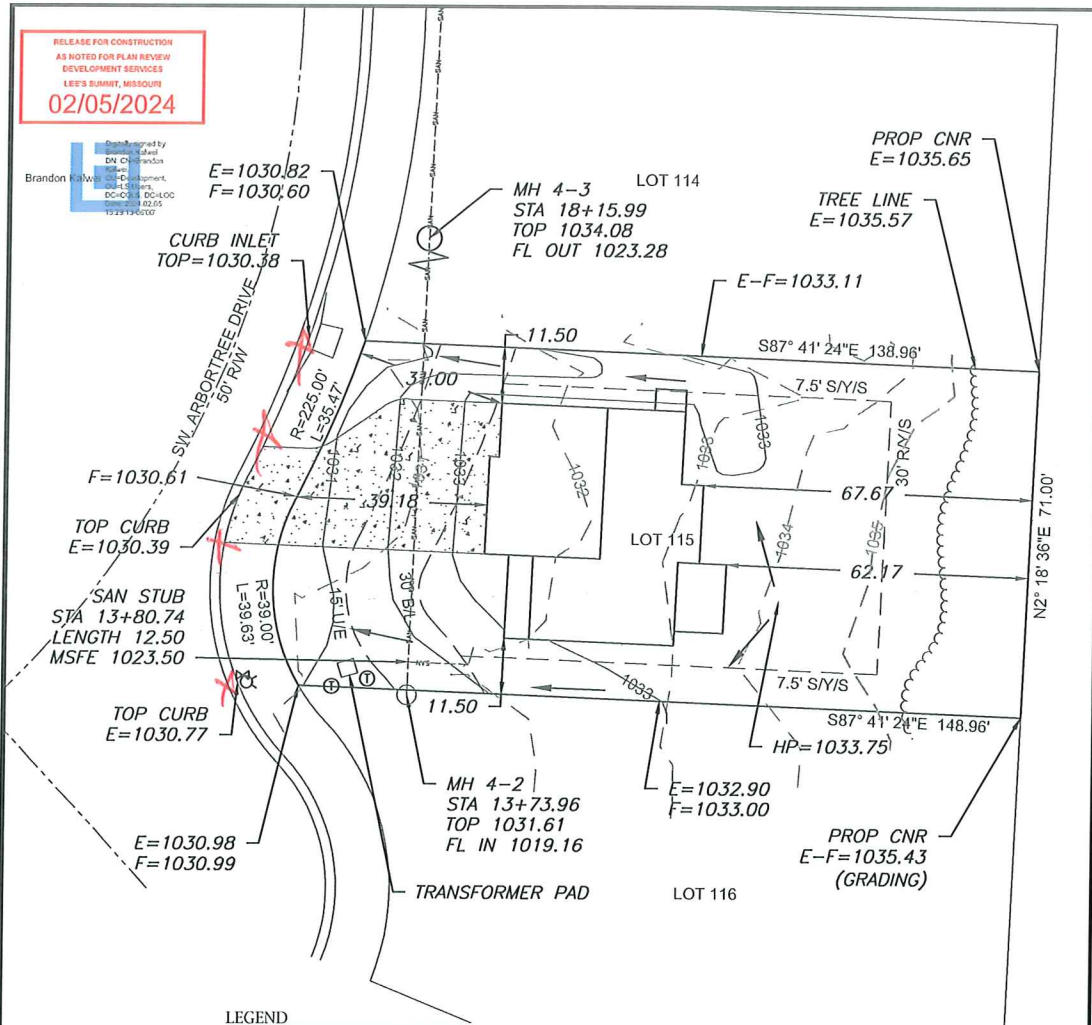 RELEASE FOR CONSTRUCTION
AS NOTED FOR PLAN REVIEW
DEVELOPMENT SERVICES
LEE'S SUMMIT, MISSOURI
02/05/2024
Brandon Kalwei
Digitally signed by
Brandon Kalwei
E=1030.82
F=1030.60
CURB INLET
TOP=1030.38
MH 4-3
STA 18+15.99
TOP 1034.08
FL OUT 1023.28
LOT 114
PROP CNR
E=1035.65
TREE LINE
E=1035.57
E-F=1033.11
SW ARBORTREE DRIVE
50' R/W
R=225.00'
L=35.47'
11.50
S87° 41' 24"E 138.96'
7.5' S/Y/S
30' R/Y/S
1033
1033
1031
1032
1034
1035
F=1030.61
39.18
67.67
LOT 115
62.17
N2° 18' 36"E 71.00'
TOP CURB
E=1030.39
R=39.00'
L=39.63'
15' U/E
30' B/L
SAN STUB
STA 13+80.74
LENGTH 12.50
MSFE 1023.50
SAN
7.5' S/Y/S
1033
S87° 41' 24"E 148.96'
T
T
11.50
TOP CURB
E=1030.77
HP=1033.75
MH 4-2
STA 13+73.96
TOP 1031.61
FL IN 1019.16
E=1032.90
F=1033.00
E=1030.98
F=1030.99
PROP CNR
E-F=1035.43
(GRADING)
TRANSFORMER PAD
LOT 116
LEGEND